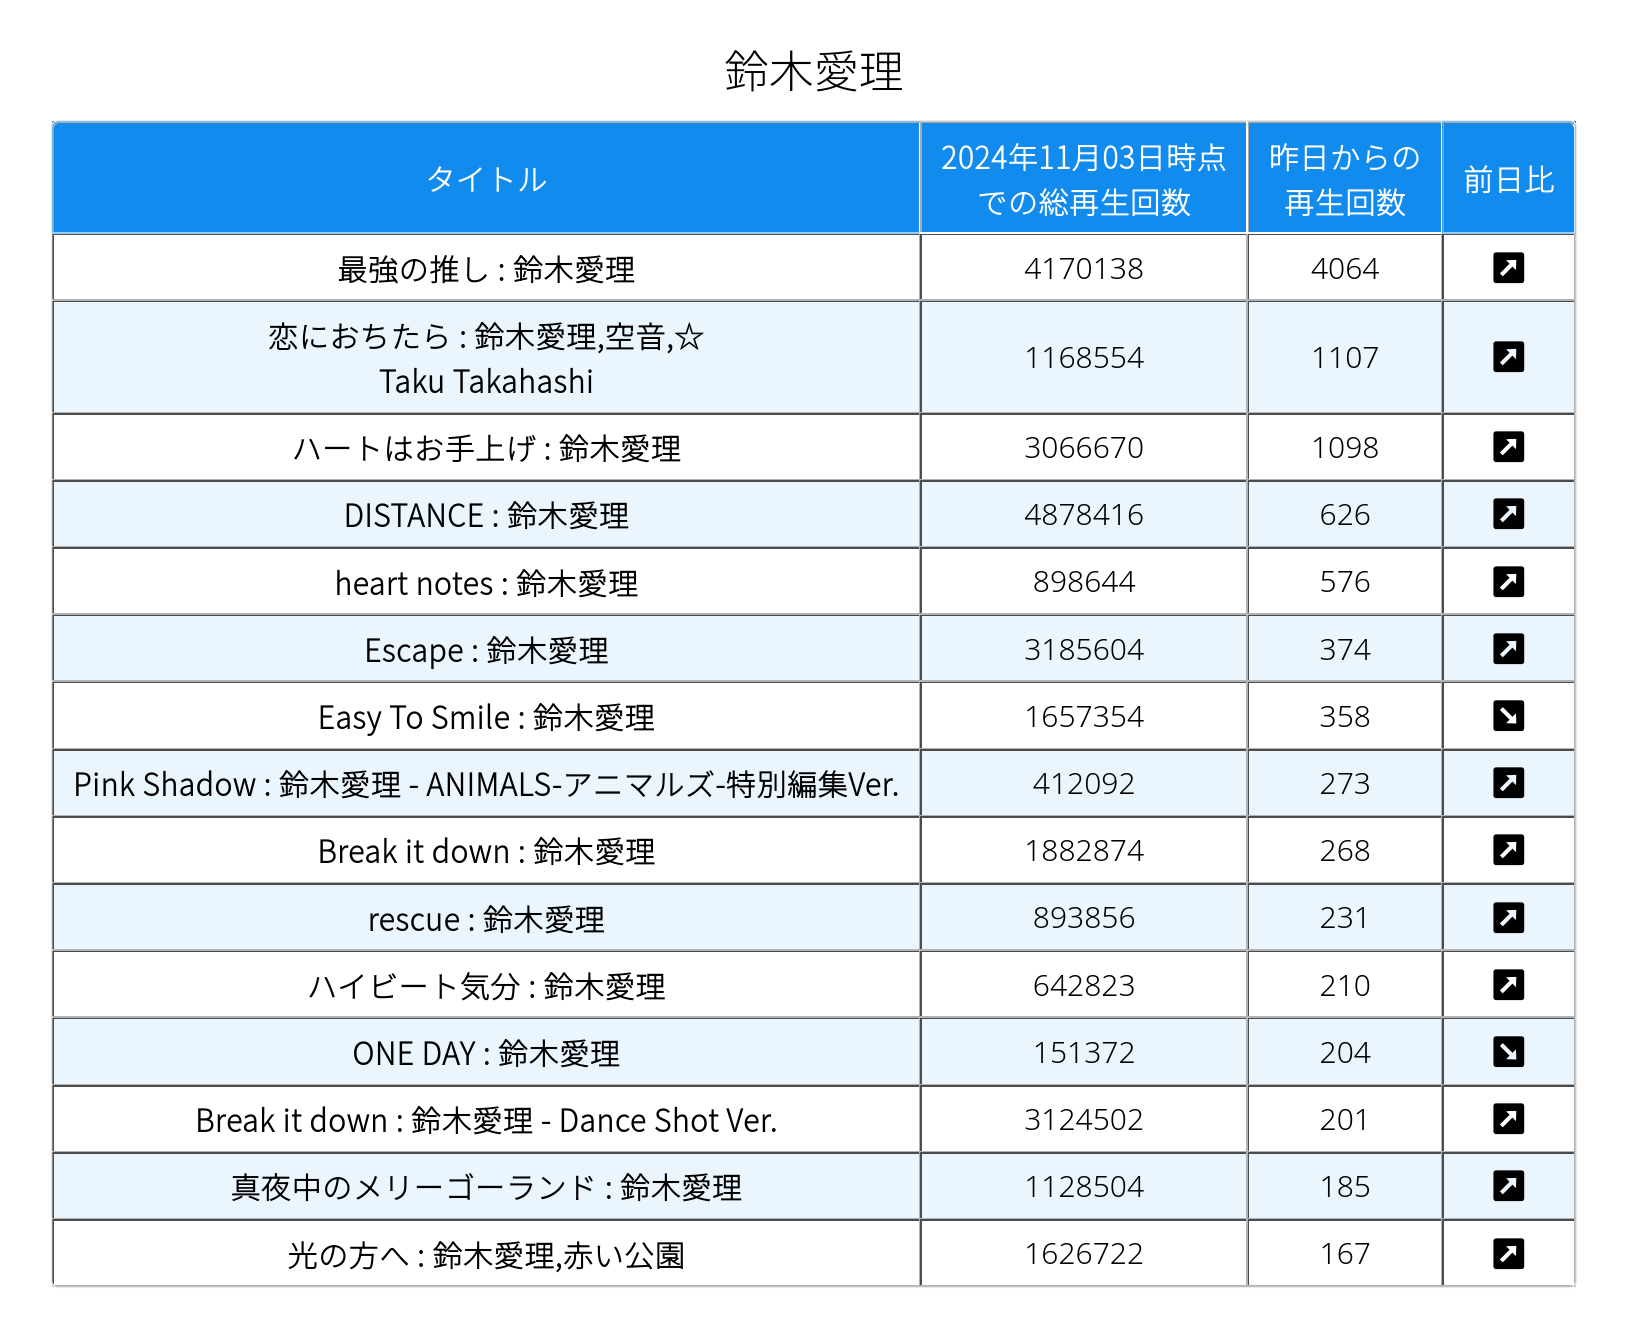 鈴木愛理
タイトル
2024年11月03日時点
での総再生回数
昨日からの
再生回数
前日比
最強の推し : 鈴木愛理 4170138 4064
恋におちたら : 鈴木愛理,空音,☆
Taku Takahashi 1168554 1107
ハートはお手上げ : 鈴木愛理 3066670 1098
DISTANCE : 鈴木愛理 4878416 626
heart notes : 鈴木愛理 898644 576
Escape : 鈴木愛理 3185604 374
Easy To Smile : 鈴木愛理 1657354 358
Pink Shadow : 鈴木愛理 - ANIMALS-アニマルズ-特別編集Ver. 412092 273
Break it down : 鈴木愛理 1882874 268
rescue : 鈴木愛理 893856 231
ハイビート気分 : 鈴木愛理 642823 210
ONE DAY : 鈴木愛理 151372 204
Break it down : 鈴木愛理 - Dance Shot Ver. 3124502 201
真夜中のメリーゴーランド : 鈴木愛理 1128504 185
光の方へ : 鈴木愛理,赤い公園 1626722 167